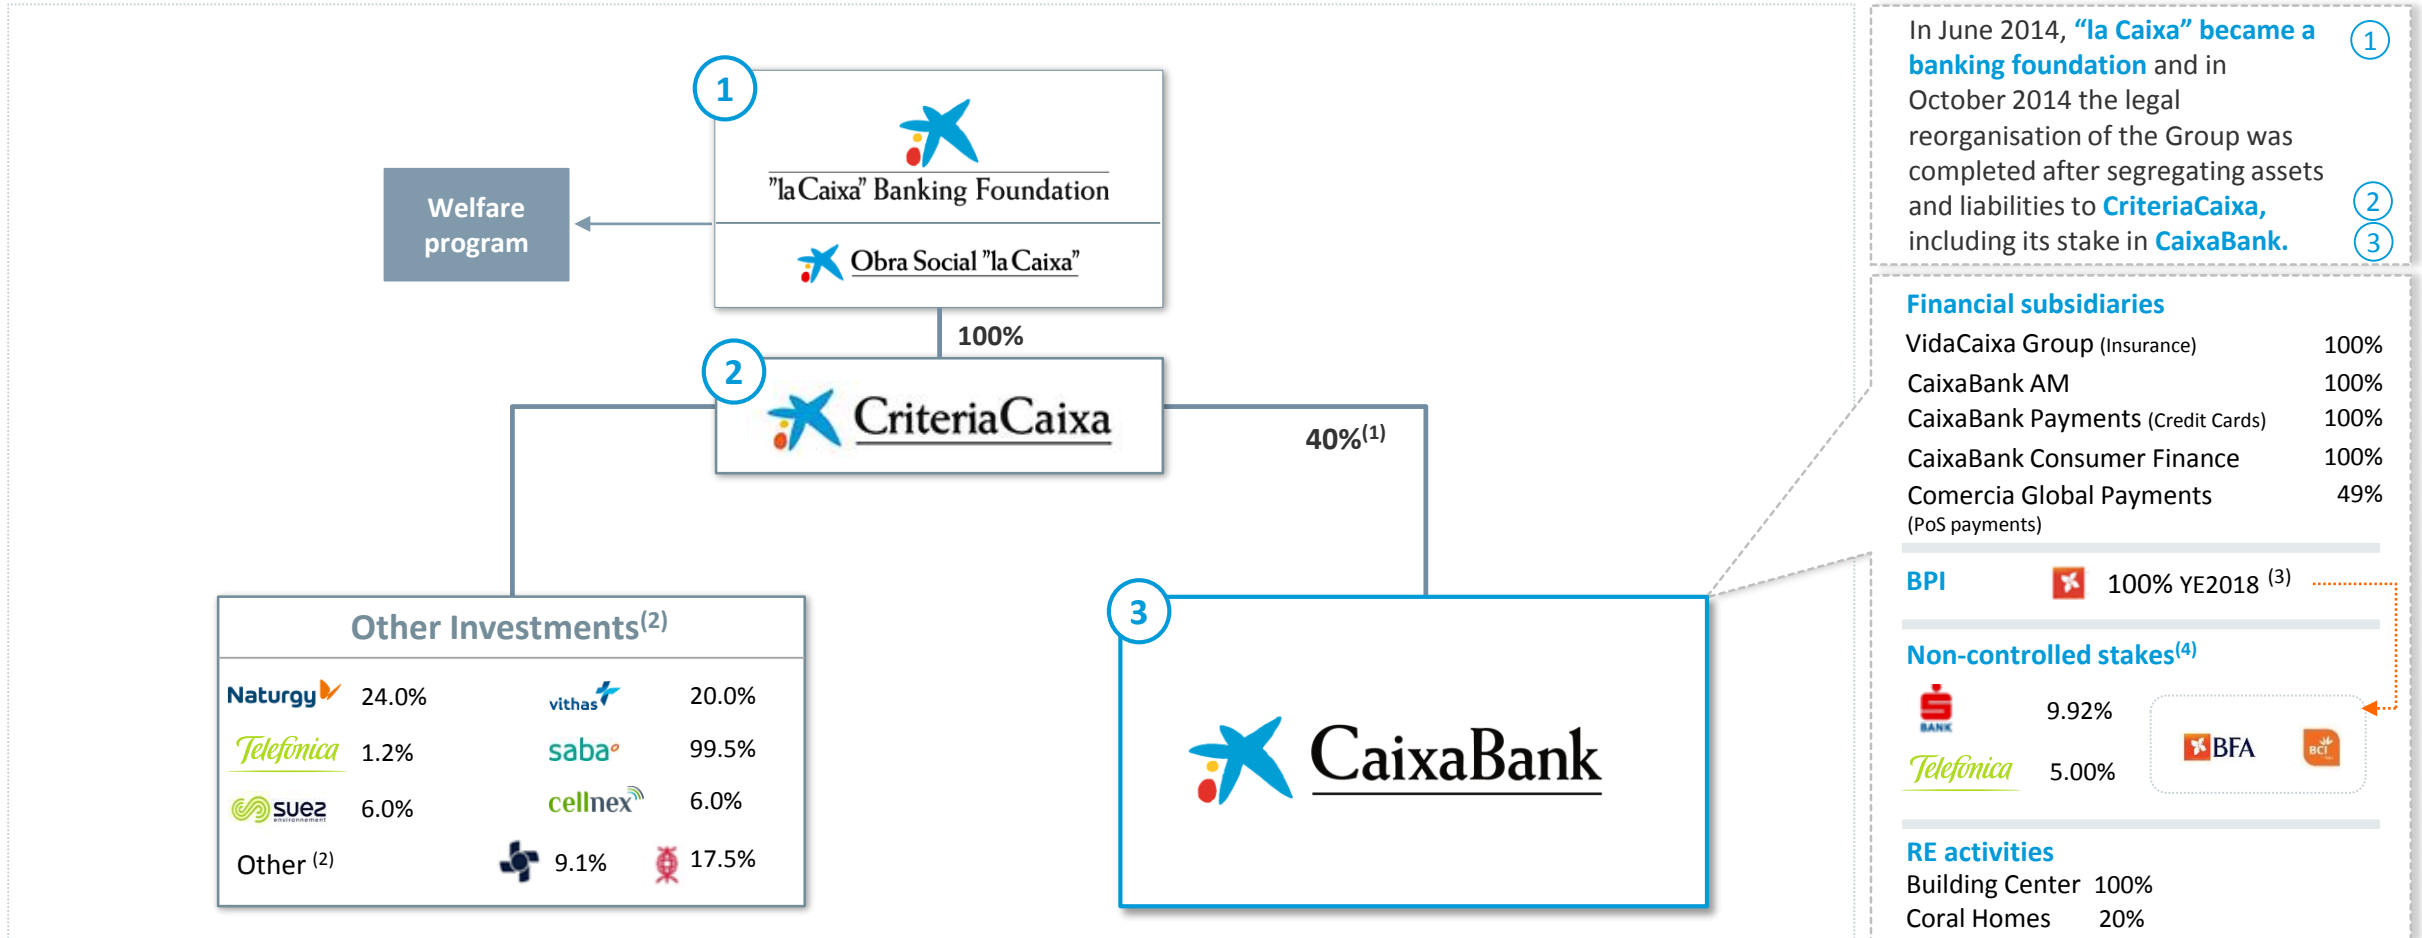 1
"la Caixa" Banking Foundation
Obra Social "la Caixa"
Welfare
program
100%
2
CriteriaCaixa
40%(1)
Other Investments(2)
Naturgy 24.0%
vithas 20.0%
Telefónica 1.2%
saba 99.5%
suez environnement 6.0%
cellnex 6.0%
Other (2) 9.1% 17.5%
3
CaixaBank
In June 2014, “la Caixa” became a 1
banking foundation and in
October 2014 the legal
reorganisation of the Group was
completed after segregating assets
and liabilities to CriteriaCaixa, 2
including its stake in CaixaBank. 3
Financial subsidiaries
VidaCaixa Group (Insurance) 100%
CaixaBank AM 100%
CaixaBank Payments (Credit Cards) 100%
CaixaBank Consumer Finance 100%
Comercia Global Payments 49%
(PoS payments)
BPI 100% YE2018 (3)
Non-controlled stakes(4)
BANK 9.92%
Telefónica 5.00%
BFA BCI
RE activities
Building Center 100%
Coral Homes 20%